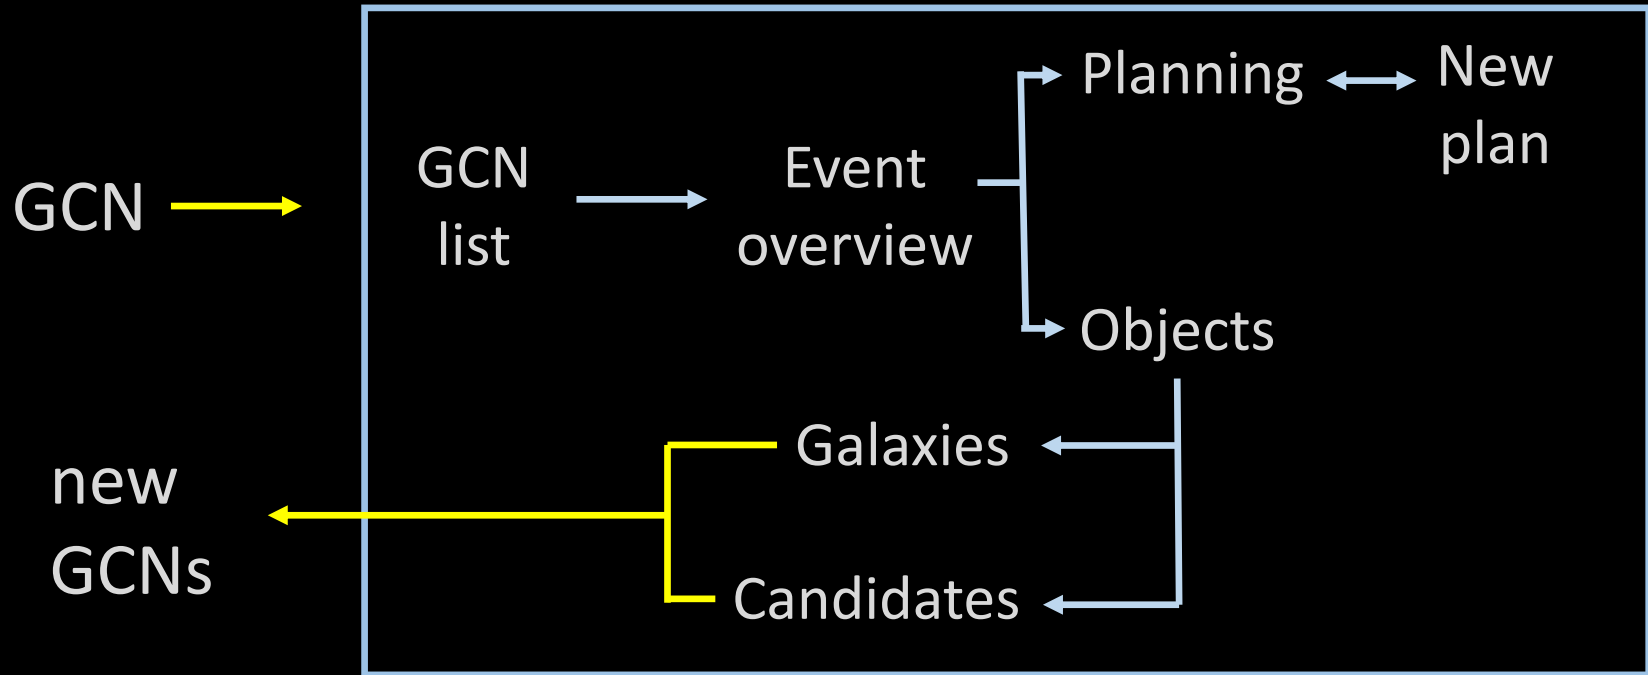 GCN
GCN
list
Event
overview
Planning
New
plan
Objects
Galaxies
Candidates
new
GCNs